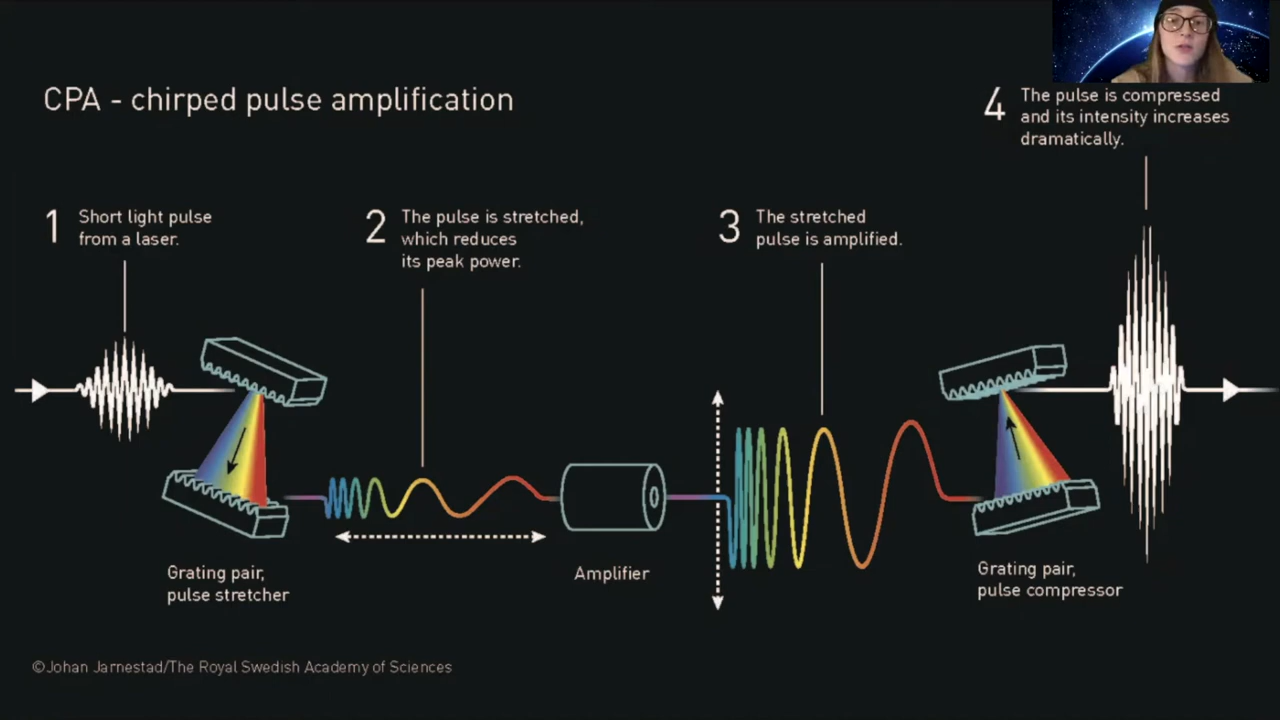 CPA - chirped pulse amplification
1 Short light pulse
from a laser.
2 The pulse is stretched,
which reduces
its peak power.
3 The stretched
pulse is amplified.
4 The pulse is compressed
and its intensity increases
dramatically.
Grating pair,
pulse stretcher
Amplifier
Grating pair,
pulse compressor
©Johan Jarnestad/The Royal Swedish Academy of Sciences